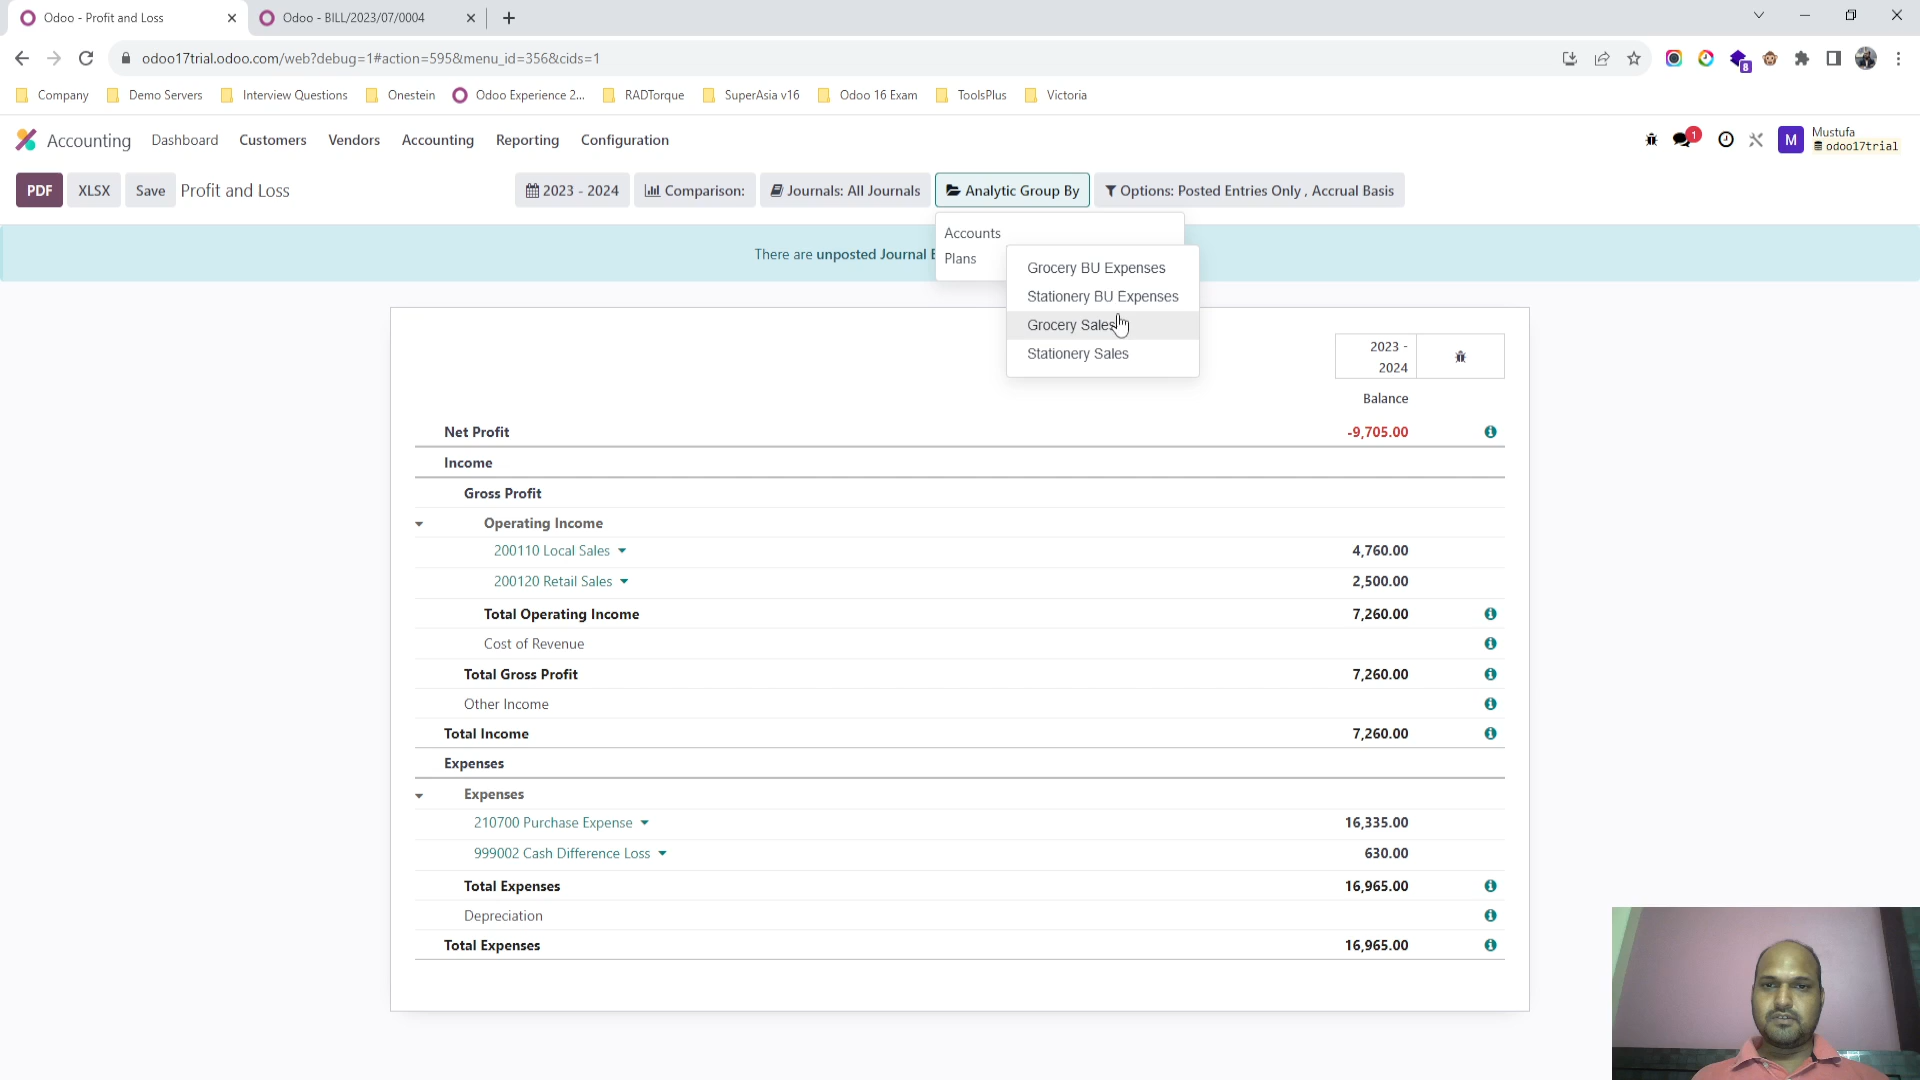 Odoo - Profit and Loss
Odoo - BILL/2023/07/0004
odoo17trial.odoo.com/web?debug=1#action=595&menu_id=356&cids=1
8
Company
Demo Servers
Interview Questions
Onestein
Odoo Experience 2...
RADTorque
SuperAsia v16
Odoo 16 Exam
ToolsPlus
Victoria
Accounting
Dashboard
Customers
Vendors
Accounting
Reporting
Configuration
1
M
Mustufa
odoo17trial
PDF
XLSX
Save
Profit and Loss
2023 - 2024
Comparison:
Journals: All Journals
Analytic Group By
Options: Posted Entries Only , Accrual Basis
There are unposted Journal E
Accounts
Plans
Grocery BU Expenses
Stationery BU Expenses
Grocery Sales
Stationery Sales
2023 -
2024
Balance
Net Profit -9,705.00
Income
Gross Profit
Operating Income
200110 Local Sales 4,760.00
200120 Retail Sales 2,500.00
Total Operating Income 7,260.00
Cost of Revenue
Total Gross Profit 7,260.00
Other Income
Total Income 7,260.00
Expenses
Expenses
210700 Purchase Expense 16,335.00
999002 Cash Difference Loss 630.00
Total Expenses 16,965.00
Depreciation
Total Expenses 16,965.00